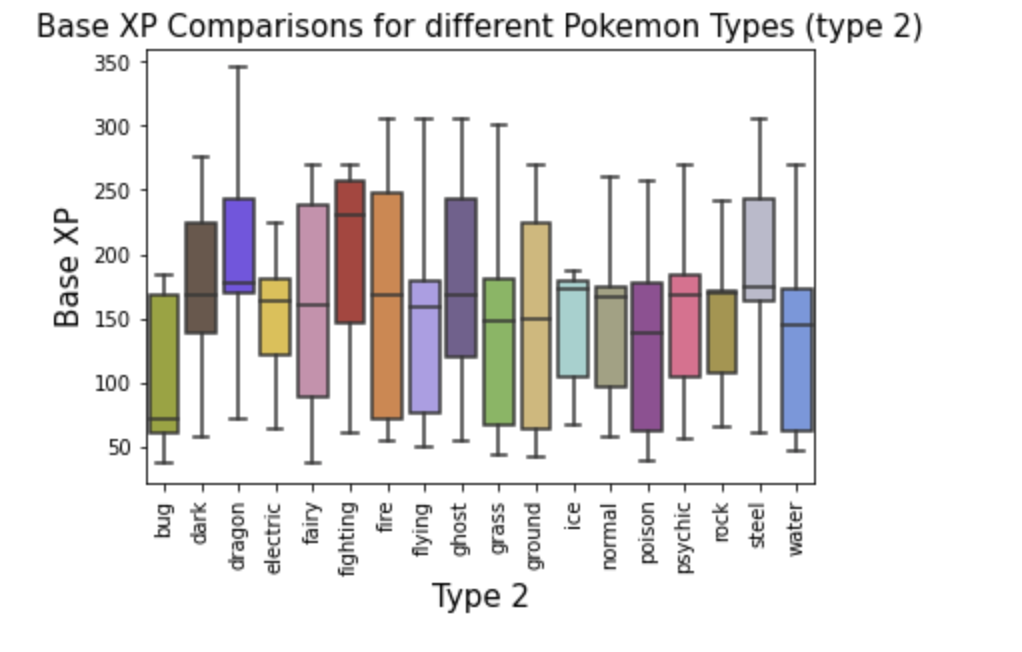 Base XP Comparisons for different Pokemon Types (type 2)
Base XP
350
300
250
200
150
100
50
bug
dark
dragon
electric
fairy
fighting
fire
flying
ghost
grass
ground
ice
normal
poison
psychic
rock
steel
water
Type 2